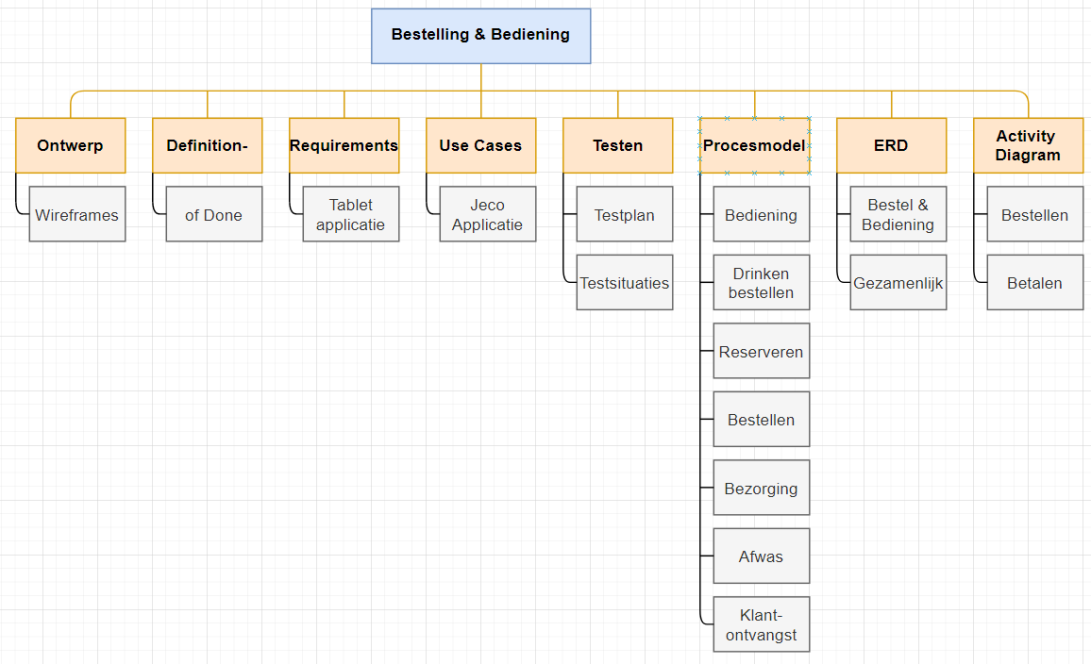 Bestelling & Bediening
Ontwerp
Wireframes
Definition-
of Done
Requirements
Tablet
applicatie
Use Cases
Jeco
Applicatie
Testen
Testplan
Testsituaties
Procesmodel
Bediening
Drinken
bestellen
Reserveren
Bestellen
Bezorging
Afwas
Klant-
ontvangst
ERD
Bestel &
Bediening
Gezamenlijk
Activity
Diagram
Bestellen
Betalen